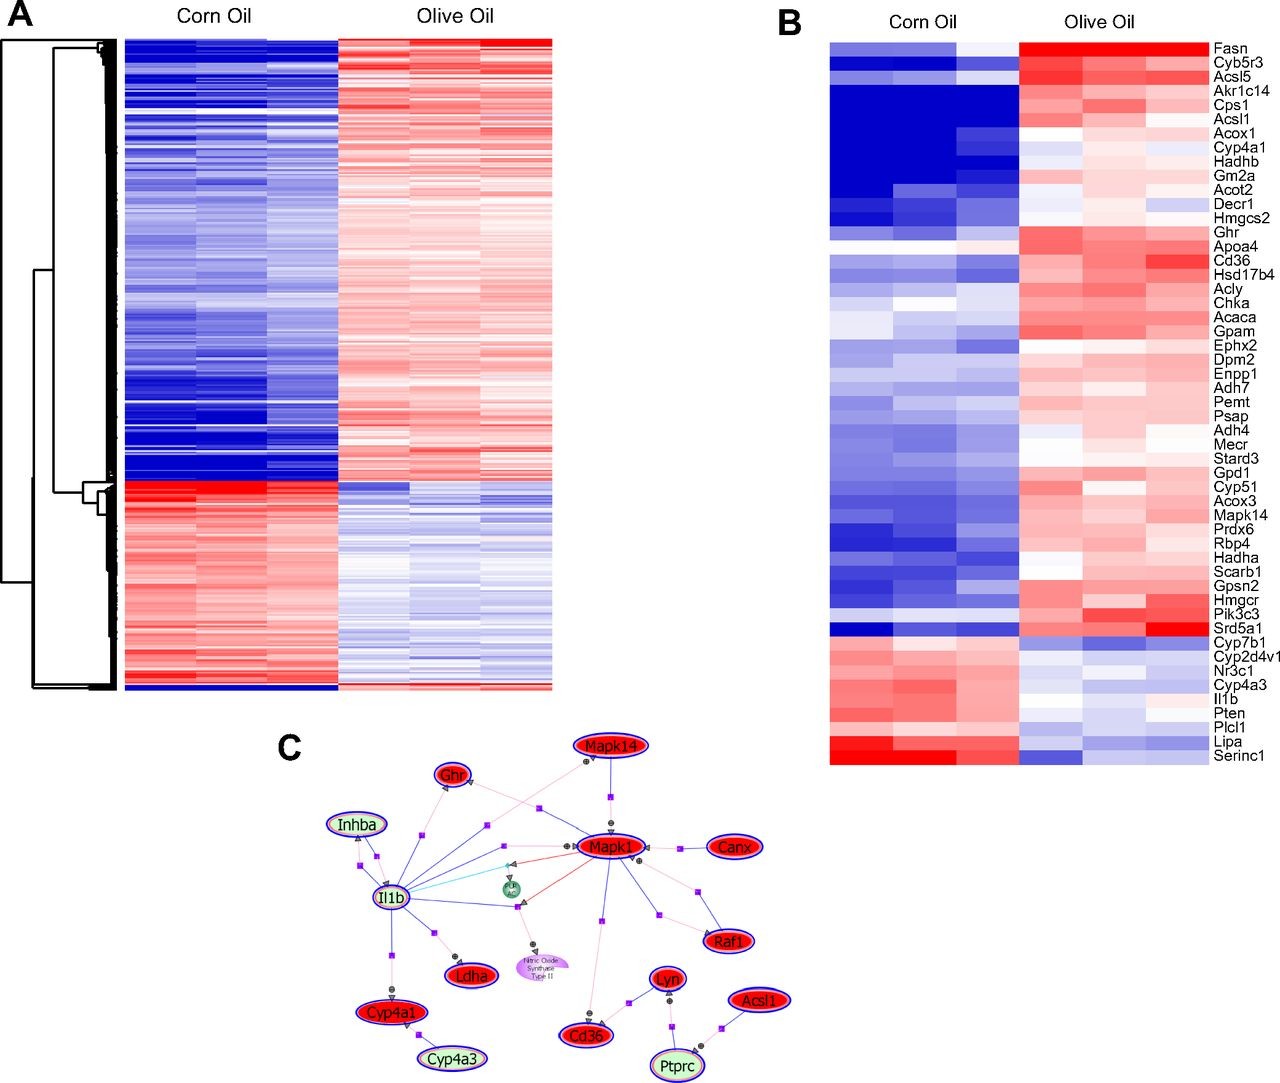 A
Corn Oil
Olive Oil
B
Corn Oil
Olive Oil
Fasn
Cyb5r3
Acsl5
Akr1c14
Cps1
Acsl1
Acox1
Cyp4a1
Hadhb
Gm2a
Acot2
Decr1
Hmgcs2
Ghr
Apoa4
Cd36
Hsd17b4
Acly
Chka
Acaca
Gpam
Ephx2
Dpm2
Enpp1
Adh7
Pemt
Psap
Adh4
Mecr
Stard3
Gpd1
Cyp51
Acox3
Mapk14
Prdx6
Rbp4
Hadha
Scarb1
Gpsn2
Hmgcr
Pik3c3
Srd5a1
Cyp7b1
Cyp2d4v1
Nr3c1
Cyp4a3
Il1b
Pten
Plcl1
Lipa
Serinc1
C
Mapk14
Ghr
Inhba
Mapk1
Canx
Il1b
Raf1
Nitric Oxide
Synthase
Type II
Ldha
Lyn
Acsl1
Cyp4a1
Cd36
Cyp4a3
Ptprc